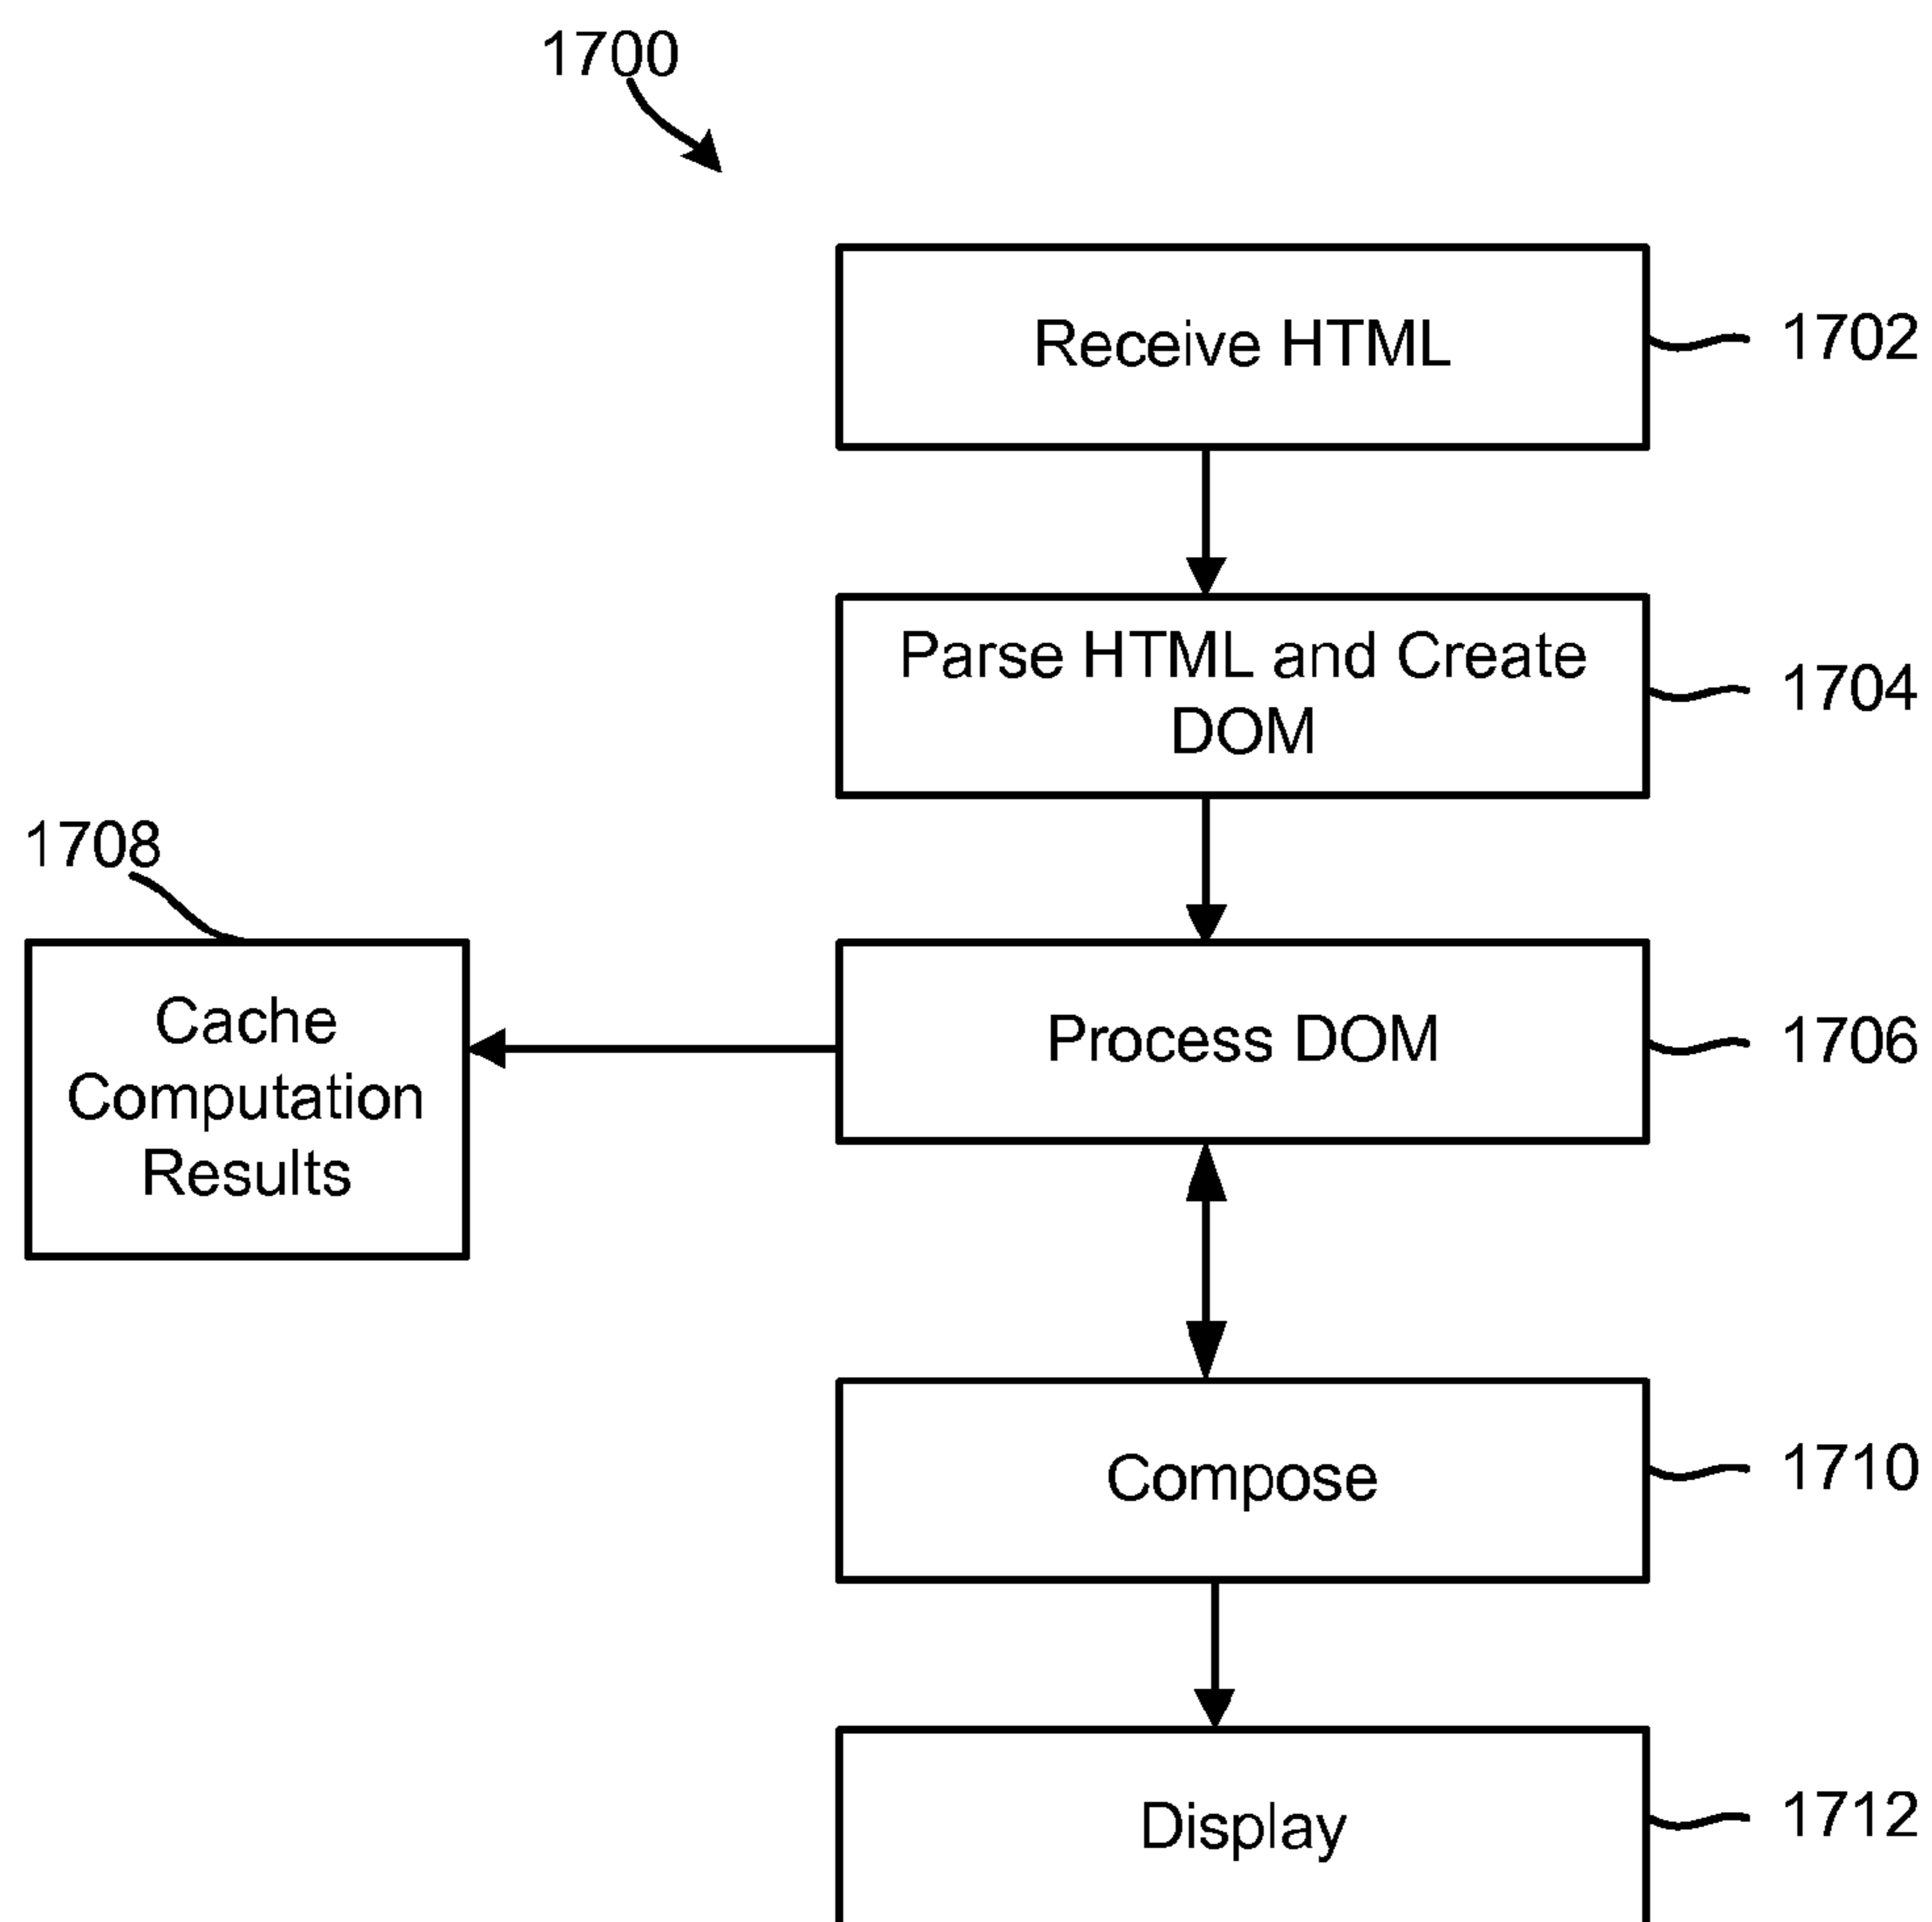 1700
Receive HTML
1702
Parse HTML and Create
DOM
1704
1708
Cache
Computation
Results
Process DOM
1706
Compose
1710
Display
1712